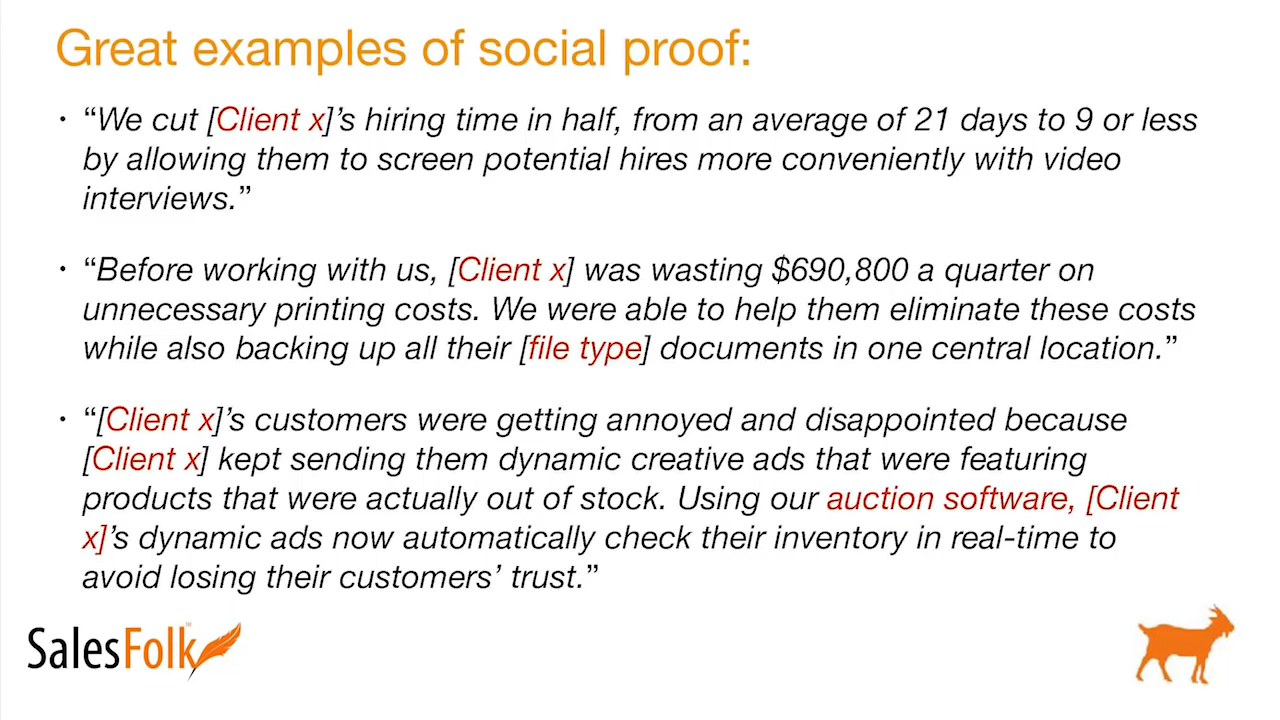 Great examples of social proof:
• “We cut [Client x]’s hiring time in half, from an average of 21 days to 9 or less
by allowing them to screen potential hires more conveniently with video
interviews.”
• “Before working with us, [Client x] was wasting $690,800 a quarter on
unnecessary printing costs. We were able to help them eliminate these costs
while also backing up all their [file type] documents in one central location.”
• “[Client x]’s customers were getting annoyed and disappointed because
[Client x] kept sending them dynamic creative ads that were featuring
products that were actually out of stock. Using our auction software, [Client
x]’s dynamic ads now automatically check their inventory in real-time to
avoid losing their customers’ trust.”
SalesFolk™